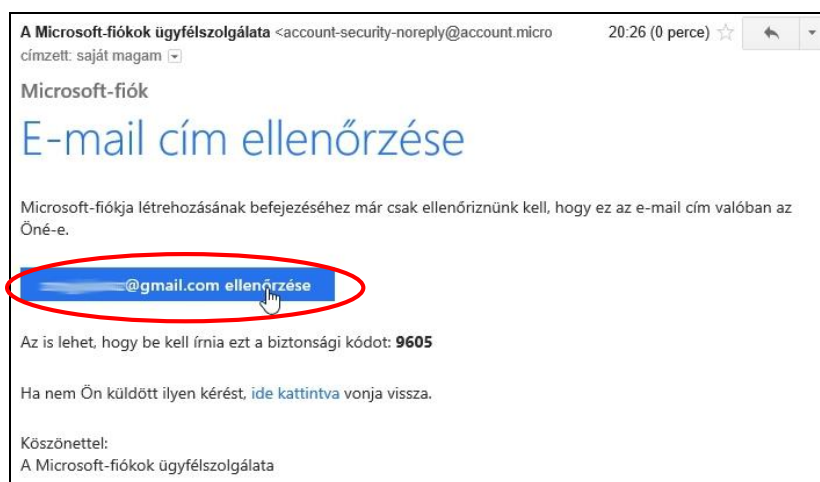 A Microsoft-fiókok ügyfélszolgálata <account-security-noreply@account.micro 20:26 (0 perce)
címzett: saját magam
Microsoft-fiók
E-mail cím ellenőrzése
Microsoft-fiókja létrehozásának befejezéséhez már csak ellenőriznünk kell, hogy ez az e-mail cím valóban az
Öné-e.
@gmail.com ellenőrzése
Az is lehet, hogy be kell írnia ezt a biztonsági kódot: 9605
Ha nem Ön küldött ilyen kérést, ide kattintva vonja vissza.
Köszönettel:
A Microsoft-fiókok ügyfélszolgálata